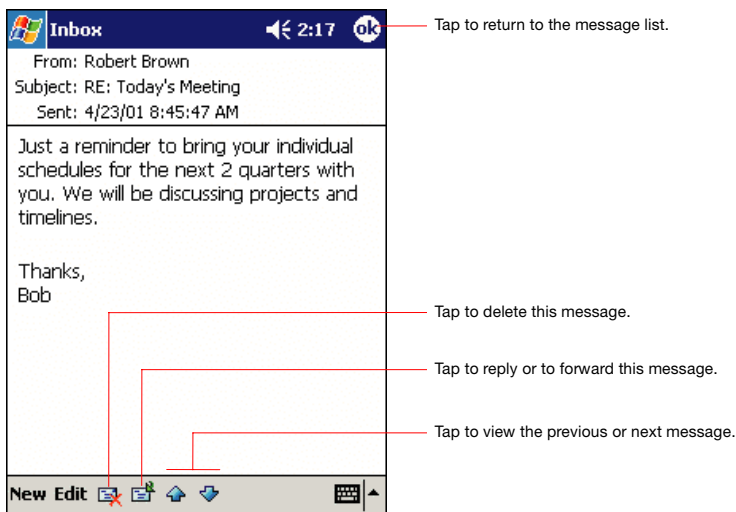 Inbox 2:17 ok
Tap to return to the message list.
From: Robert Brown
Subject: RE: Today's Meeting
Sent: 4/23/01 8:45:47 AM
Just a reminder to bring your individual
schedules for the next 2 quarters with
you. We will be discussing projects and
timelines.
Thanks,
Bob
Tap to delete this message.
Tap to reply or to forward this message.
Tap to view the previous or next message.
New Edit